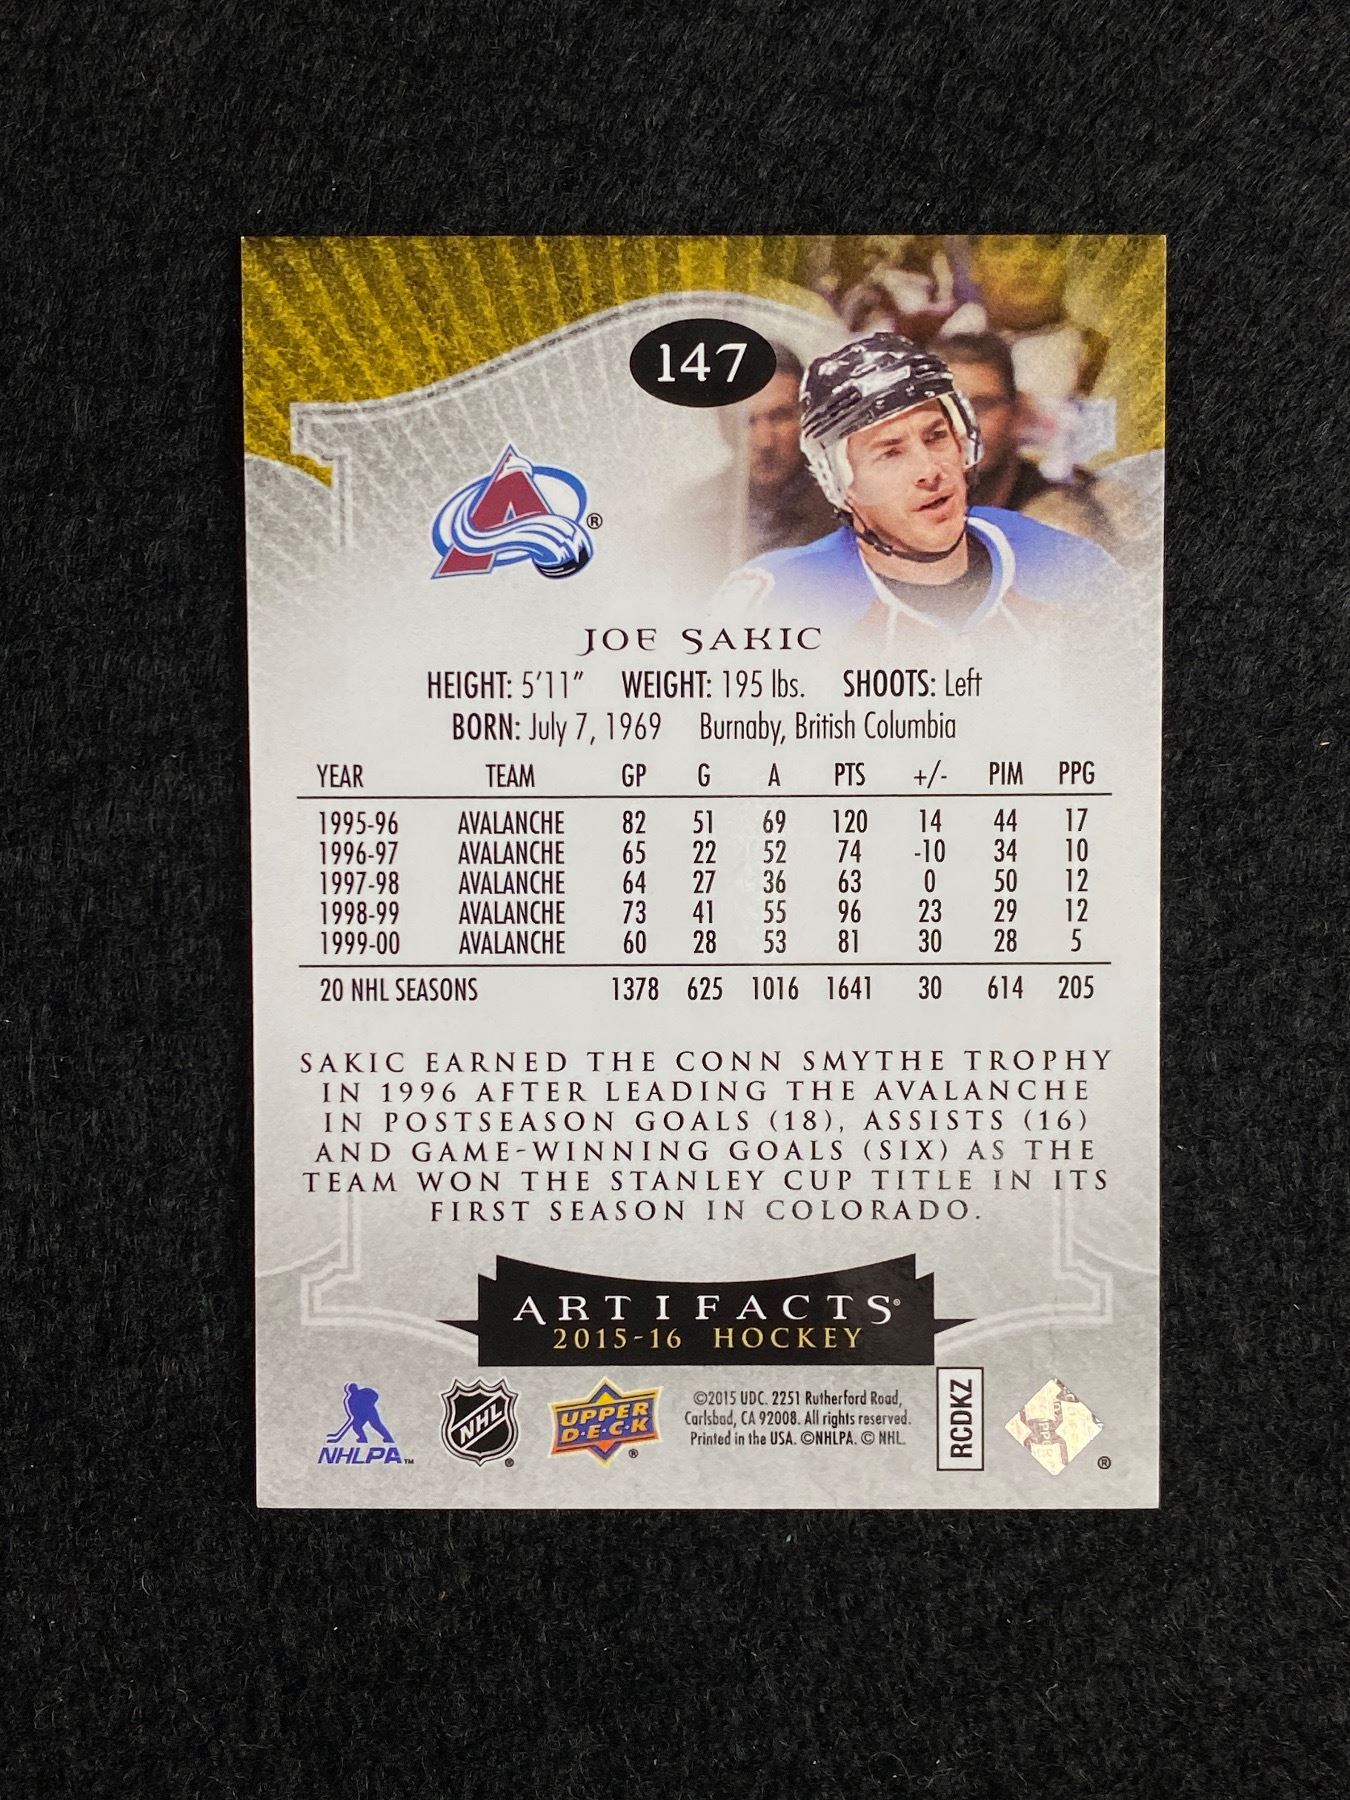 147
®
JOE SAKIC
HEIGHT: 5'11" WEIGHT: 195 lbs. SHOOTS: Left
BORN: July 7, 1969 Burnaby, British Columbia
YEAR TEAM GP G A PTS +/- PIM PPG
1995-96 AVALANCHE 82 51 69 120 14 44 17
1996-97 AVALANCHE 65 22 52 74 -10 34 10
1997-98 AVALANCHE 64 27 36 63 0 50 12
1998-99 AVALANCHE 73 41 55 96 23 29 12
1999-00 AVALANCHE 60 28 53 81 30 28 5
20 NHL SEASONS 1378 625 1016 1641 30 614 205
SAKIC EARNED THE CONN SMYTHE TROPHY
IN 1996 AFTER LEADING THE AVALANCHE
IN POSTSEASON GOALS (18), ASSISTS (16)
AND GAME-WINNING GOALS (SIX) AS THE
TEAM WON THE STANLEY CUP TITLE IN ITS
FIRST SEASON IN COLORADO.
ARTIFACTS®
2015-16 HOCKEY
NHLPA™
NHL®
UPPER
D·E·C·K®
©2015 UDC. 2251 Rutherford Road,
Carlsbad, CA 92008. All rights reserved.
Printed in the USA. ©NHLPA. © NHL.
RCDKZ
®